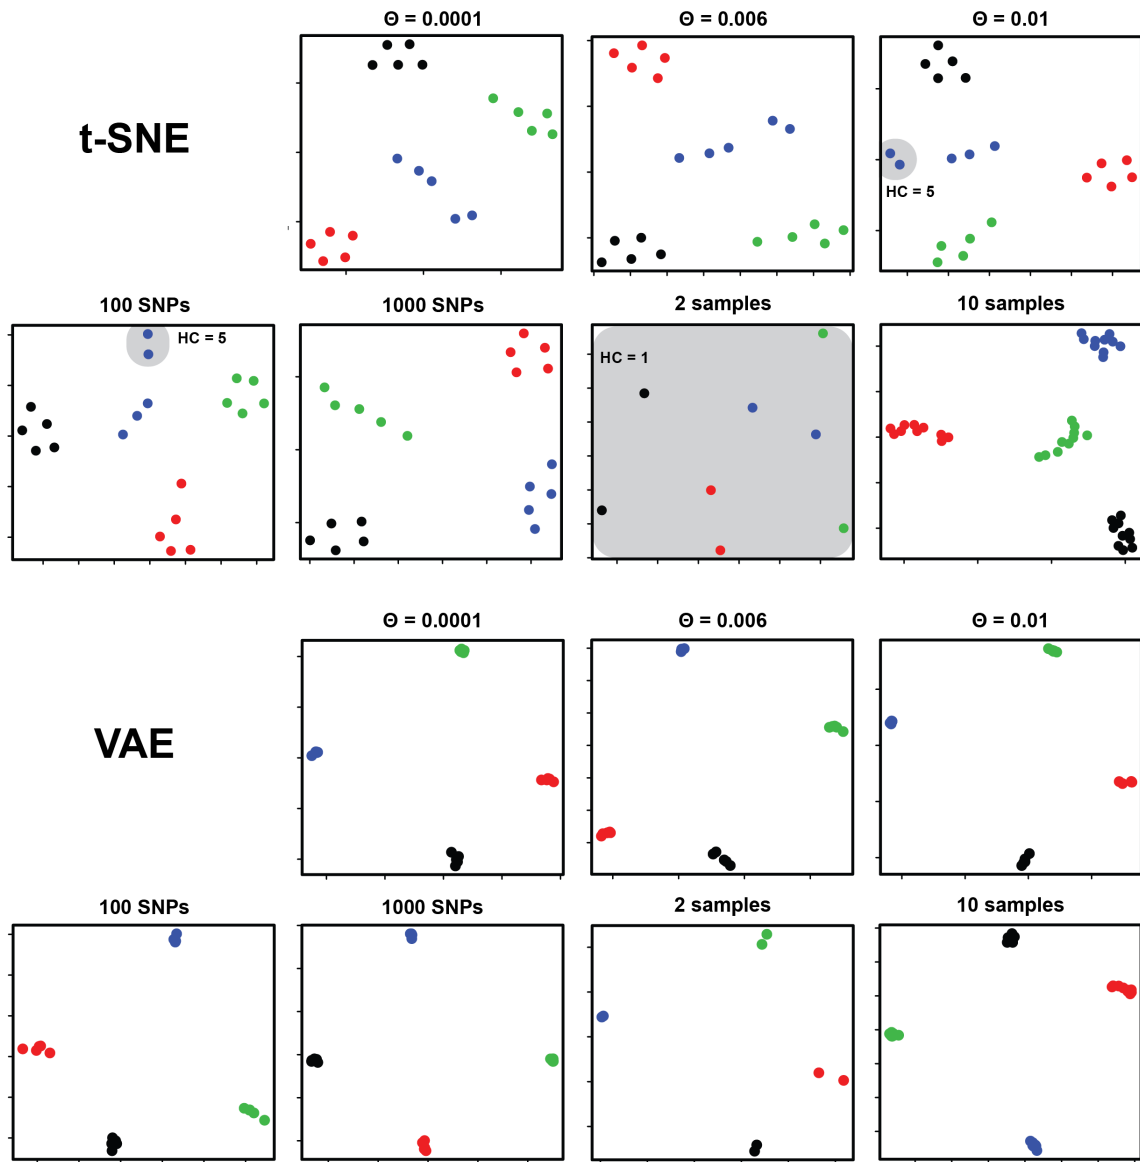 Θ = 0.0001
Θ = 0.006
Θ = 0.01
t-SNE
HC = 5
100 SNPs
1000 SNPs
2 samples
10 samples
HC = 5
HC = 1
Θ = 0.0001
Θ = 0.006
Θ = 0.01
VAE
100 SNPs
1000 SNPs
2 samples
10 samples